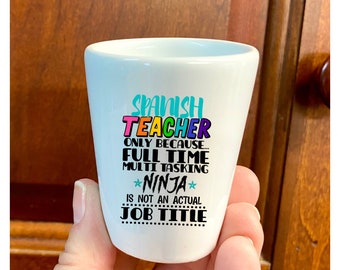 SPANISH
TEACHER
ONLY BECAUSE...
FULL TIME
MULTI TASKING
NINJA
IS NOT AN ACTUAL
JOB TITLE